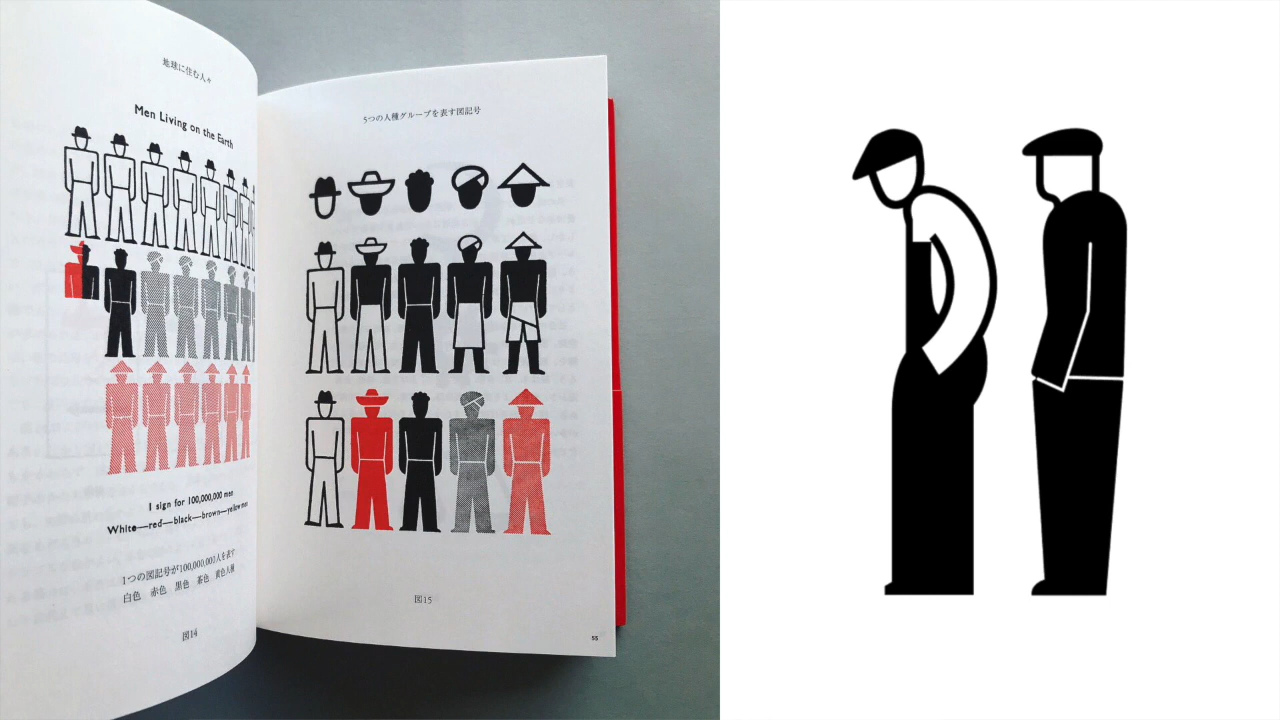 地球に住む人々
Men Living on the Earth
1 sign for 100,000,000 men
White—red—black—brown—yellow men
1つの図記号が100,000,000人を表す
白色 赤色 黒色 茶色 黄色人種
図14
5つの人種グループを表す図記号
図15
55